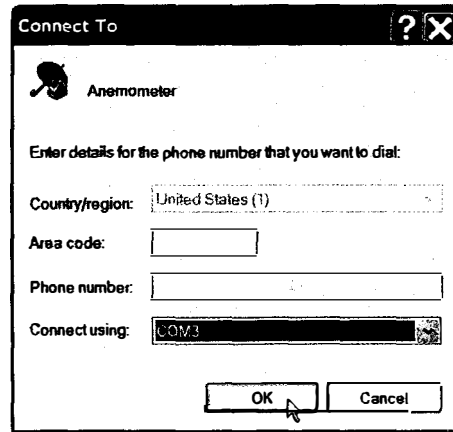 Connect To
Anemometer
Enter details for the phone number that you want to dial:
Country/region: United States (1)
Area code:
Phone number:
Connect using: COM3
OK Cancel